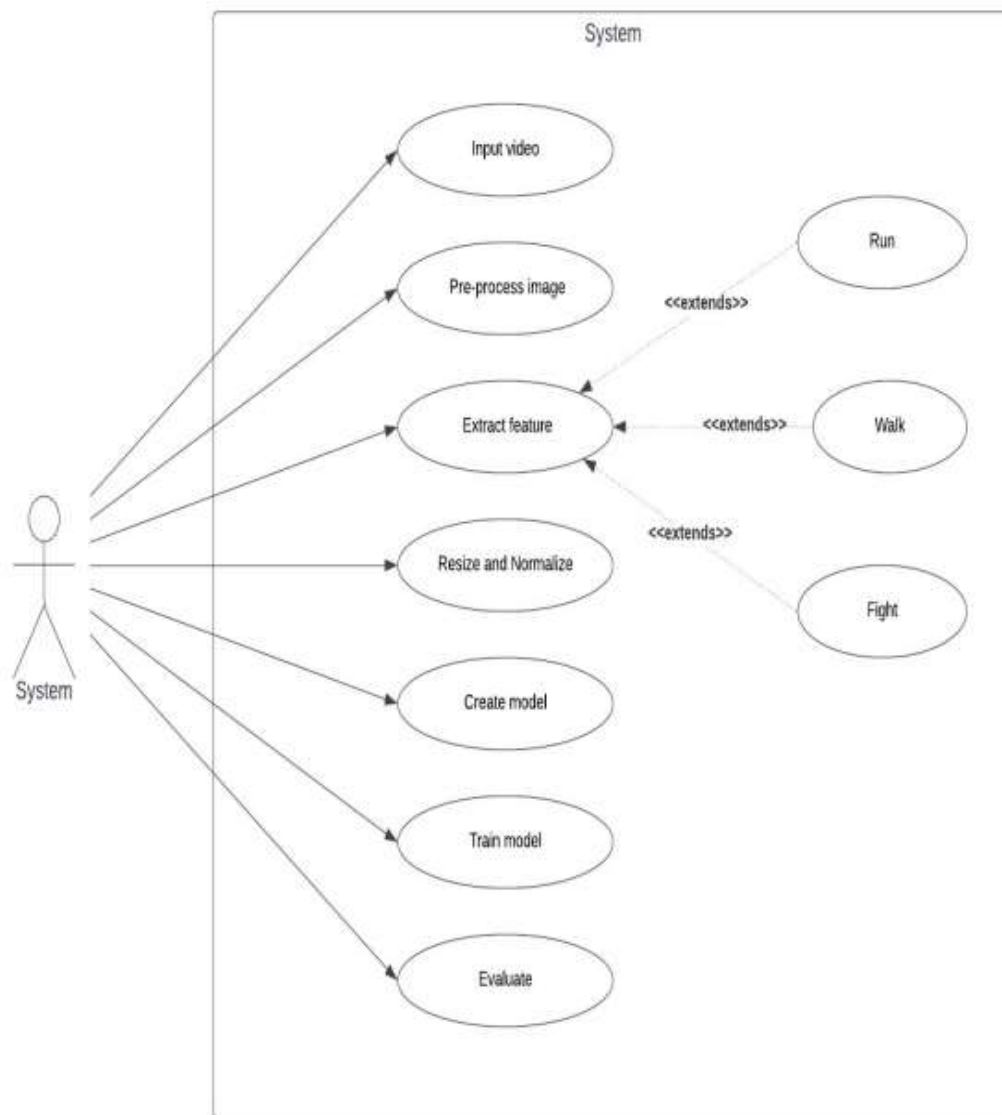 System
Input video
Run
Pre-process image
<<extends>>
Extract feature
<<extends>>
Walk
<<extends>>
Resize and Normalize
Fight
System
Create model
Train model
Evaluate